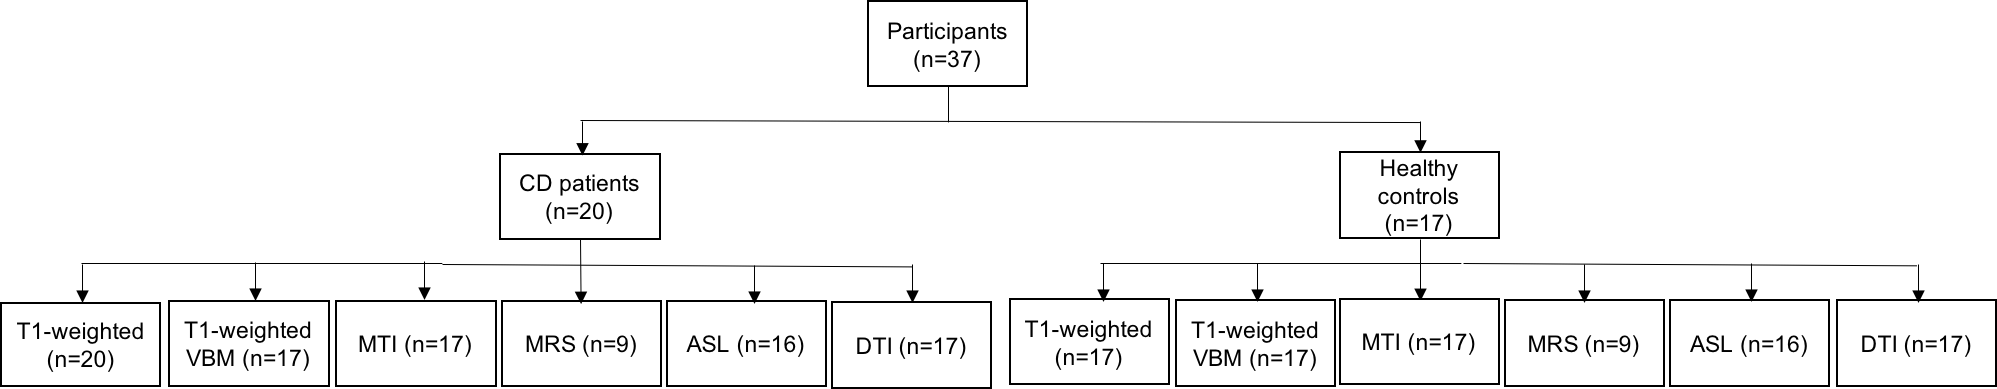 Participants
(n=37)
CD patients
(n=20)
Healthy
controls
(n=17)
T1-weighted
(n=20)
T1-weighted
VBM (n=17)
MTI (n=17)
MRS (n=9)
ASL (n=16)
DTI (n=17)
T1-weighted
(n=17)
T1-weighted
VBM (n=17)
MTI (n=17)
MRS (n=9)
ASL (n=16)
DTI (n=17)